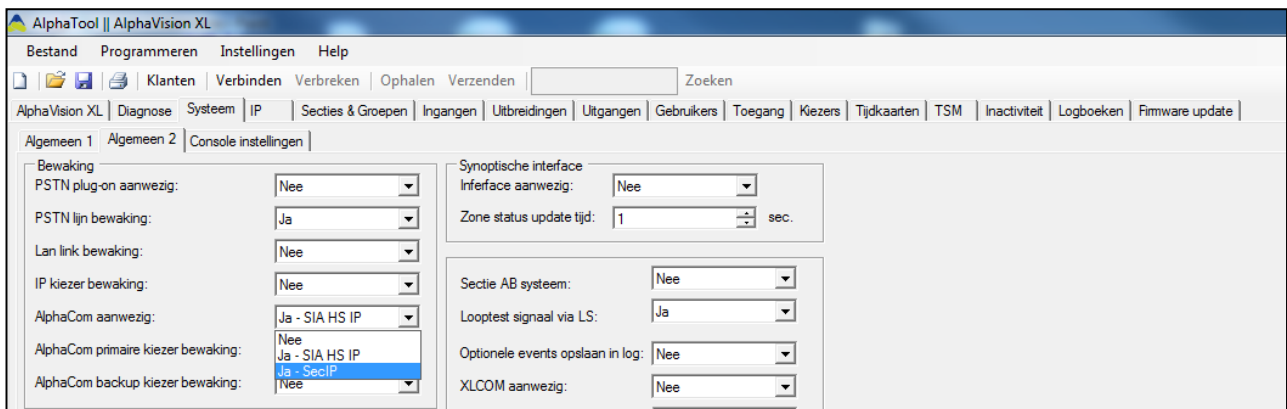 AlphaTool || AlphaVision XL
Bestand Programmeren Instellingen Help
Klanten Verbinden Verbreken Ophalen Verzenden Zoeken
AlphaVision XL Diagnose Systeem IP Secties & Groepen Ingangen Uitbreidingen Uitgangen Gebruikers Toegang Kiezers Tijdkaarten TSM Inactiviteit Logboeken Firmware update
Algemeen 1 Algemeen 2 Console instellingen
Bewaking
PSTN plug-on aanwezig: Nee
PSTN lijn bewaking: Ja
Lan link bewaking: Nee
IP kiezer bewaking: Nee
AlphaCom aanwezig: Ja - SIA HS IP
Nee
Ja - SIA HS IP
Ja - SecIP
AlphaCom primaire kiezer bewaking:
AlphaCom backup kiezer bewaking: Nee
Synoptische interface
Inferface aanwezig: Nee
Zone status update tijd: 1 sec.
Sectie AB systeem: Nee
Looptest signaal via LS: Ja
Optionele events opslaan in log: Nee
XLCOM aanwezig: Nee